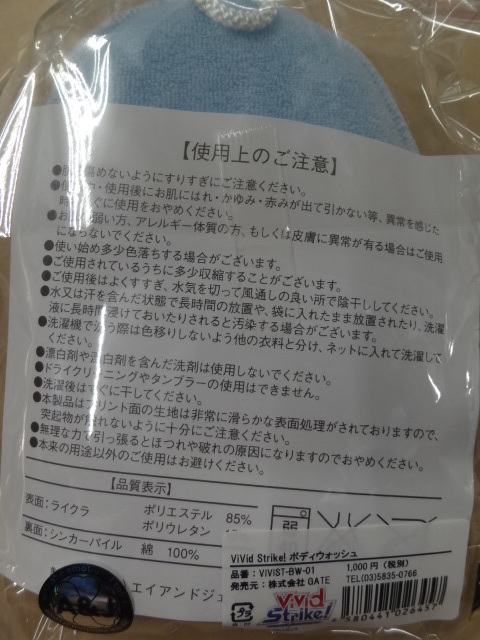 【使用上のご注意】
●肌を傷めないようにすりすぎにご注意ください。
●使用中・使用後にお肌にはれ・かゆみ・赤みが出て引かない等、異常を感じた
時はすぐに使用をおやめください。
●お肌の弱い方、アレルギー体質の方、もしくは皮膚に異常が有る場合はご使用
にならないでください。
●使い始め多少色落ちする場合がございます。
●ご使用されているうちに多少収縮することがございます。
●ご使用後はよくすすぎ、水気を切って風通しの良い所で陰干ししてください。
●水又は汗を含んだ状態で長時間の放置や、袋に入れたまま放置されたり、洗濯
液に長時間浸けておいたりされると汚染する場合がございます。
●洗濯機で洗う際は色移りしないよう他の衣料と分け、ネットに入れて洗濯して
ください。
●漂白剤や漂白剤を含んだ洗剤は使用しないでください。
●ドライクリーニングやタンブラーの使用はできません。
●洗濯後はすぐに干してください。
●本製品はプリント面の生地は非常に滑らかな表面処理がされておりますので、
突起物が触れないように十分にご注意ください。
●無理な力で引っ張るとほつれや破れの原因になりますのでおやめください。
●本来の用途以外のご使用はお避けください。
【品質表示】
表面:ライクラ ポリエステル 85%
ポリウレタン
裏面:シンカーパイル 綿 100%
エイアンドジェ
ViVid Strike! ボディウォッシュ
品番:VIVIST-BW-01 1,000円(税別)
発売元:株式会社 GATE TEL(03)5835-0766
ViVid
Strike!
580441026437